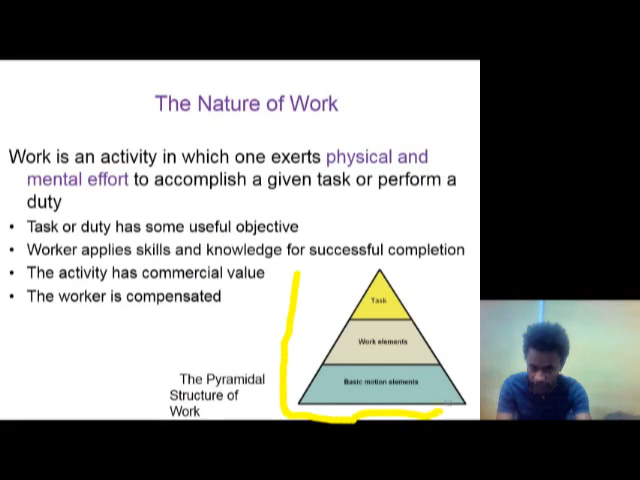 The Nature of Work
Work is an activity in which one exerts physical and
mental effort to accomplish a given task or perform a
duty
• Task or duty has some useful objective
• Worker applies skills and knowledge for successful completion
• The activity has commercial value
• The worker is compensated
Task
Work elements
Basic motion elements
The Pyramidal
Structure of
Work